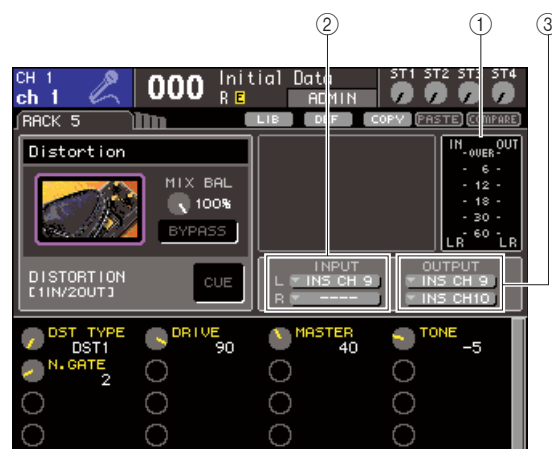 ② ① ③
CH 1
ch 1
000
Initial Data
R E ADMIN
ST1 ST2 ST3 ST4
RACK 5
LIB DEF COPY PASTE COMPARE
Distortion
MIX BAL
100%
BYPASS
DISTORTION
[1IN/2OUT]
CUE
IN OUT
-OVER-
- 6 -
- 12 -
- 18 -
- 30 -
- 60 -
LR LR
INPUT
L INS CH 9
R ----
OUTPUT
INS CH 9
INS CH10
DST TYPE DRIVE MASTER TONE
DST1 90 40 -5
N.GATE
2